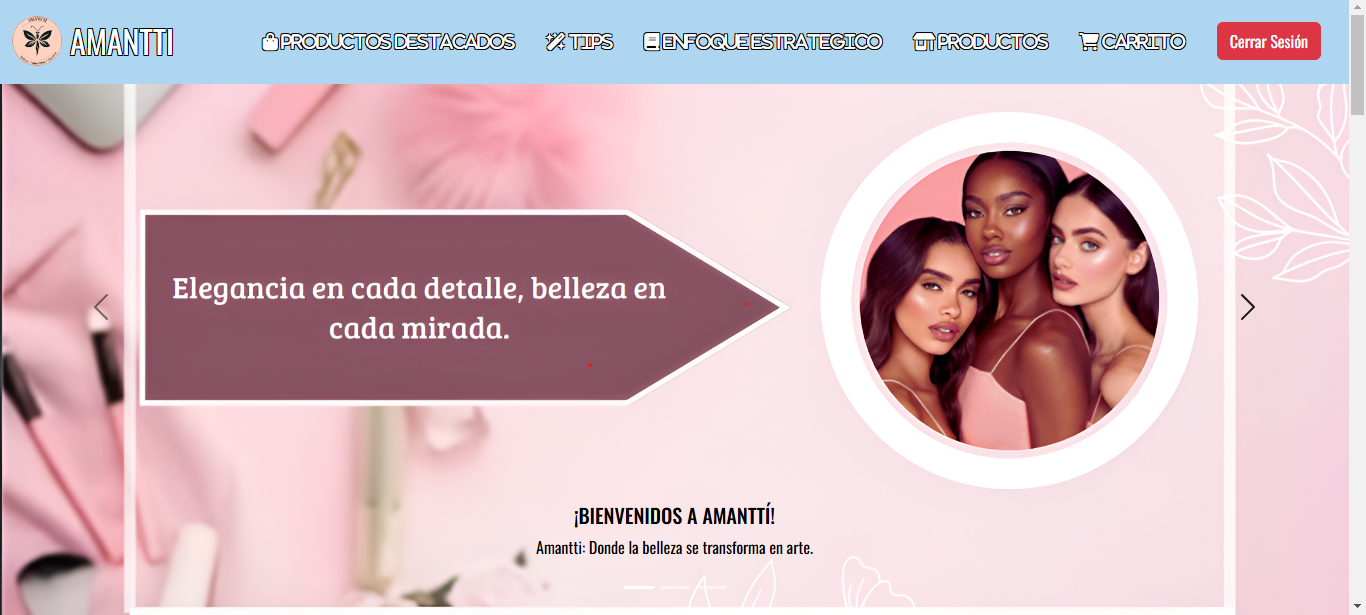 AMANTTI
PRODUCTOS DESTACADOS
TIPS
ENFOQUE ESTRATEGICO
PRODUCTOS
CARRITO
Cerrar Sesión
Elegancia en cada detalle, belleza en
cada mirada.
¡BIENVENIDOS A AMANTTÍ!
Amantti: Donde la belleza se transforma en arte.